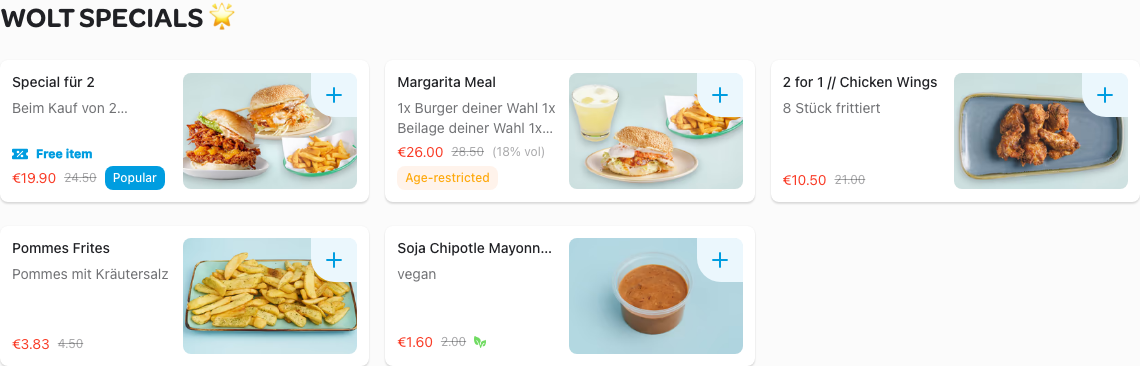 WOLT SPECIALS 🌟
Special für 2
Beim Kauf von 2...
Free item
€19.90 24.50 Popular
Margarita Meal
1x Burger deiner Wahl 1x
Beilage deiner Wahl 1x...
€26.00 28.50 (18% vol)
Age-restricted
2 for 1 // Chicken Wings
8 Stück frittiert
€10.50 21.00
Pommes Frites
Pommes mit Kräutersalz
€3.83 4.50
Soja Chipotle Mayonn...
vegan
€1.60 2.00